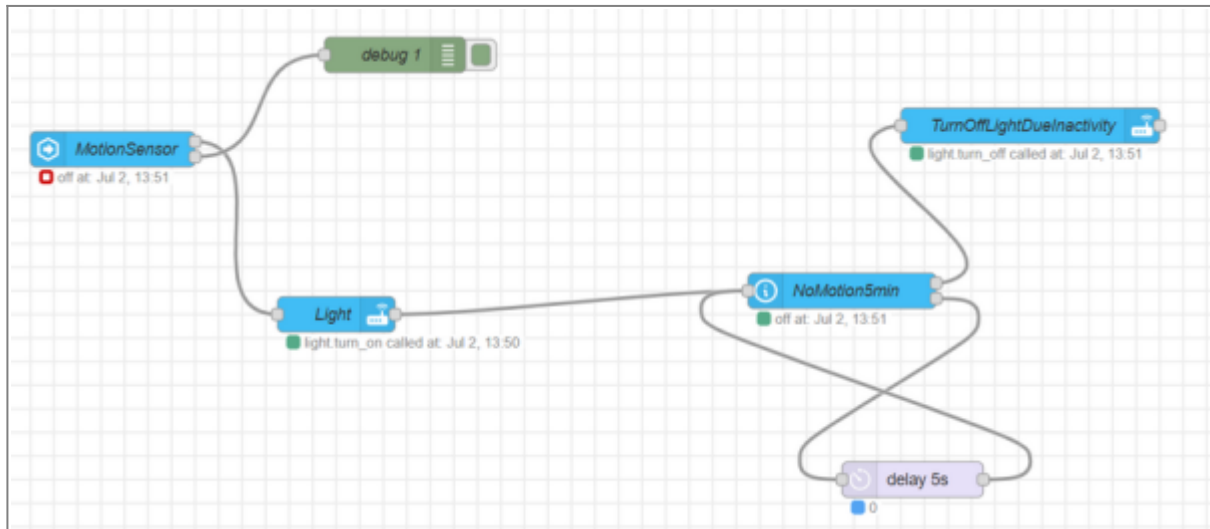 debug 1
MotionSensor
off at: Jul 2, 13:51
TurnOffLightDueInactivity
light.turn_off called at: Jul 2, 13:51
Light
light.turn_on called at: Jul 2, 13:50
NoMotion5min
off at: Jul 2, 13:51
delay 5s
0